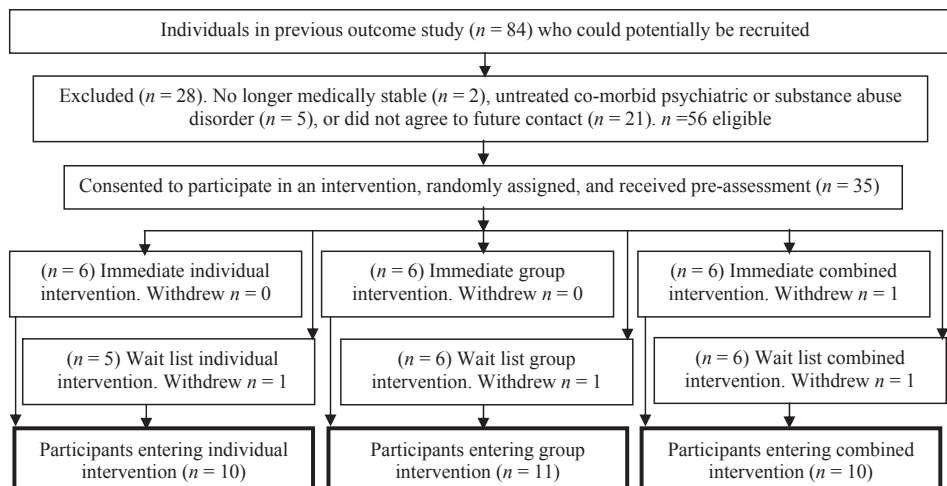 Individuals in previous outcome study (n = 84) who could potentially be recruited
Excluded (n = 28). No longer medically stable (n = 2), untreated co-morbid psychiatric or substance abuse
disorder (n = 5), or did not agree to future contact (n = 21). n =56 eligible
Consented to participate in an intervention, randomly assigned, and received pre-assessment (n = 35)
(n = 6) Immediate individual
intervention. Withdrew n = 0
(n = 6) Immediate group
intervention. Withdrew n = 0
(n = 6) Immediate combined
intervention. Withdrew n = 1
(n = 5) Wait list individual
intervention. Withdrew n = 1
(n = 6) Wait list group
intervention. Withdrew n = 1
(n = 6) Wait list combined
intervention. Withdrew n = 1
Participants entering individual
intervention (n = 10)
Participants entering group
intervention (n = 11)
Participants entering combined
intervention (n = 10)